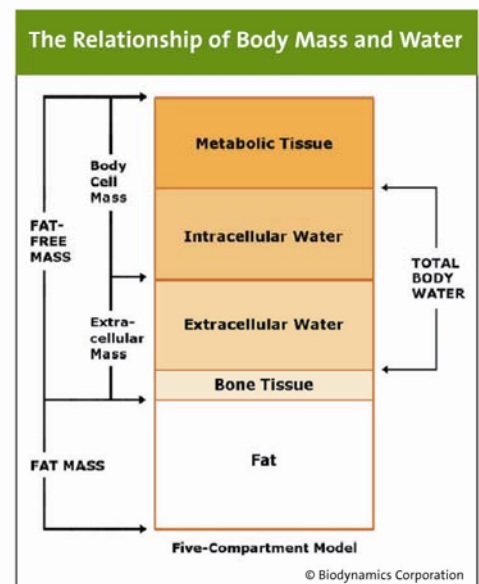 The Relationship of Body Mass and Water
Metabolic Tissue
Body
Cell
Mass
Intracellular Water
FAT-
FREE
MASS
TOTAL
BODY
WATER
Extra-
cellular
Mass
Extracellular Water
Bone Tissue
FAT MASS
Fat
Five-Compartment Model
© Biodynamics Corporation